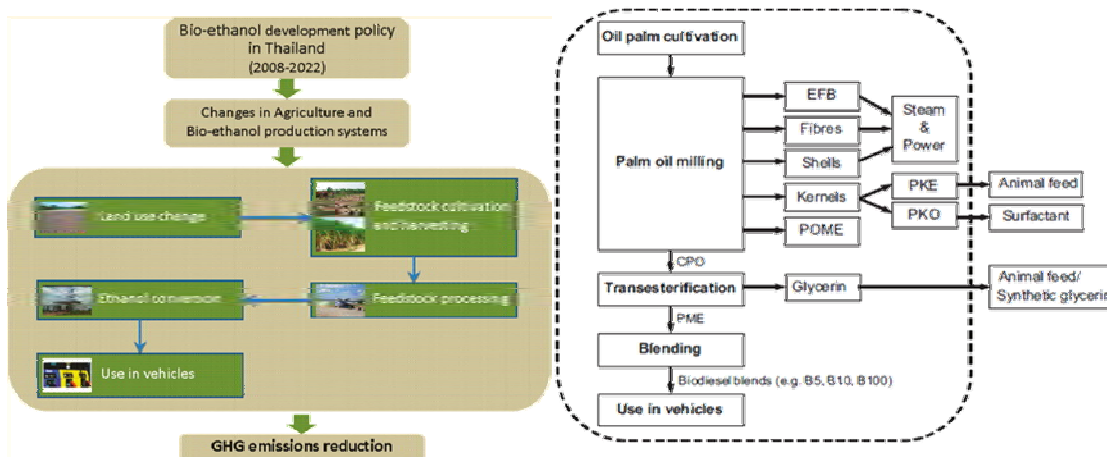 Bio-ethanol development policy
in Thailand
(2008-2022)
Changes in Agriculture and
Bio-ethanol production systems
Land use change
Feedstock cultivation
and harvesting
Ethanol conversion
Feedstock processing
Use in vehicles
GHG emissions reduction
Oil palm cultivation
Palm oil milling
EFB
Fibres
Shells
Kernels
POME
Steam
&
Power
PKE
PKO
Animal feed
Surfactant
CPO
Transesterification
Glycerin
Animal feed/
Synthetic glycerin
PME
Blending
Biodiesel blends (e.g. B5, B10, B100)
Use in vehicles